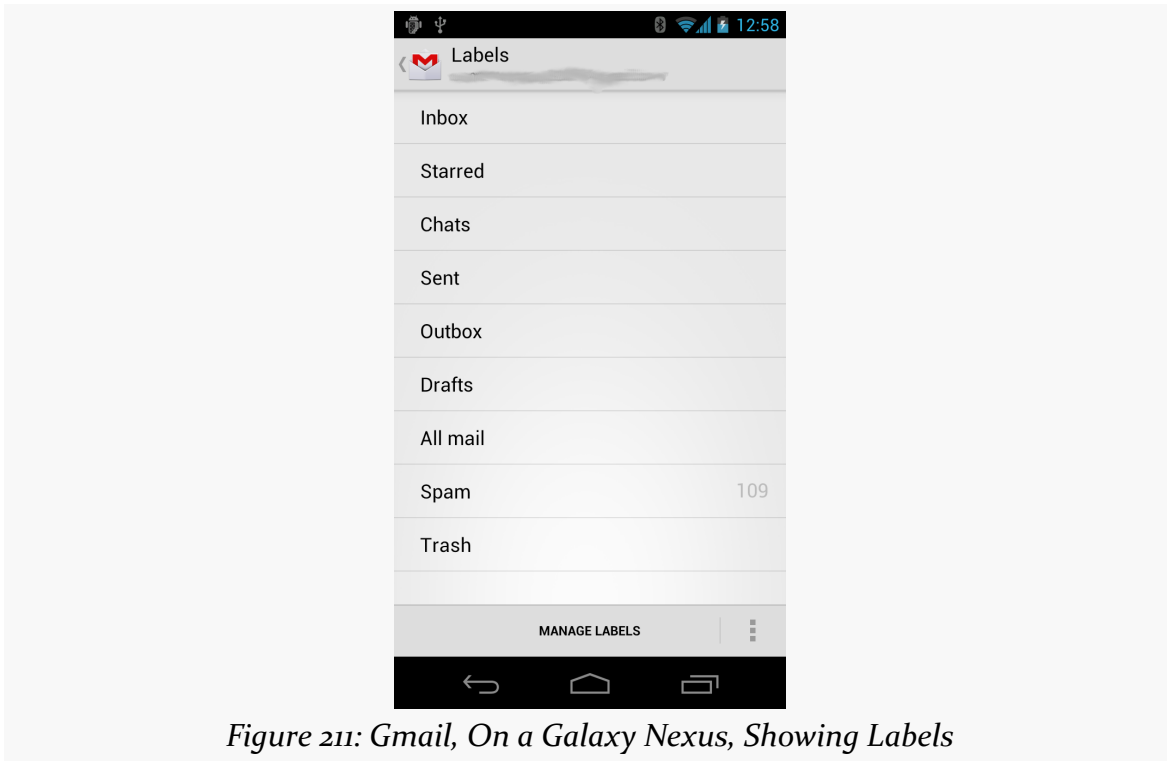 12:58
Labels
Inbox
Starred
Chats
Sent
Outbox
Drafts
All mail
Spam 109
Trash
MANAGE LABELS
Figure 211: Gmail, On a Galaxy Nexus, Showing Labels